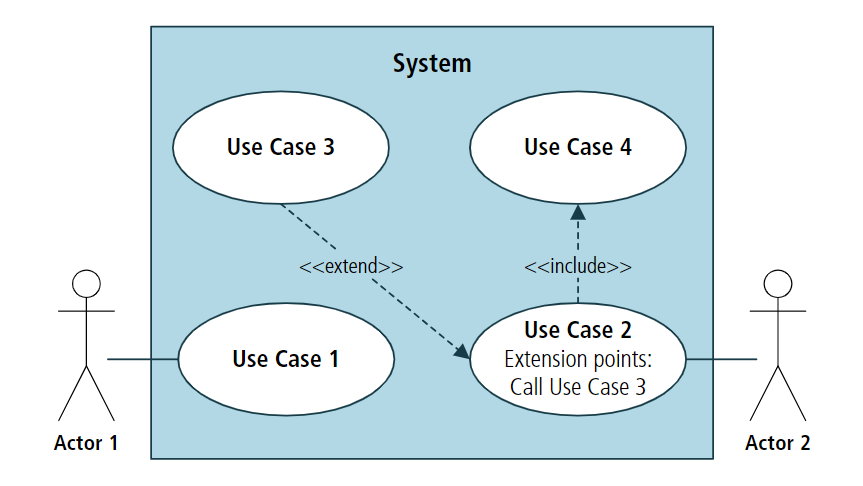 System
Use Case 3
Use Case 4
<<extend>>
<<include>>
Use Case 1
Use Case 2
Extension points:
Call Use Case 3
Actor 1
Actor 2